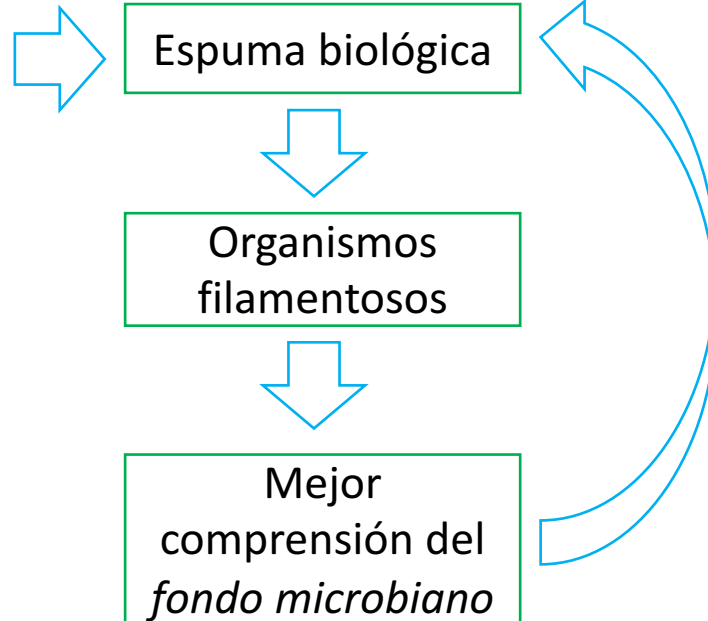 Espuma biológica
Organismos
filamentosos
Mejor
comprensión del
fondo microbiano